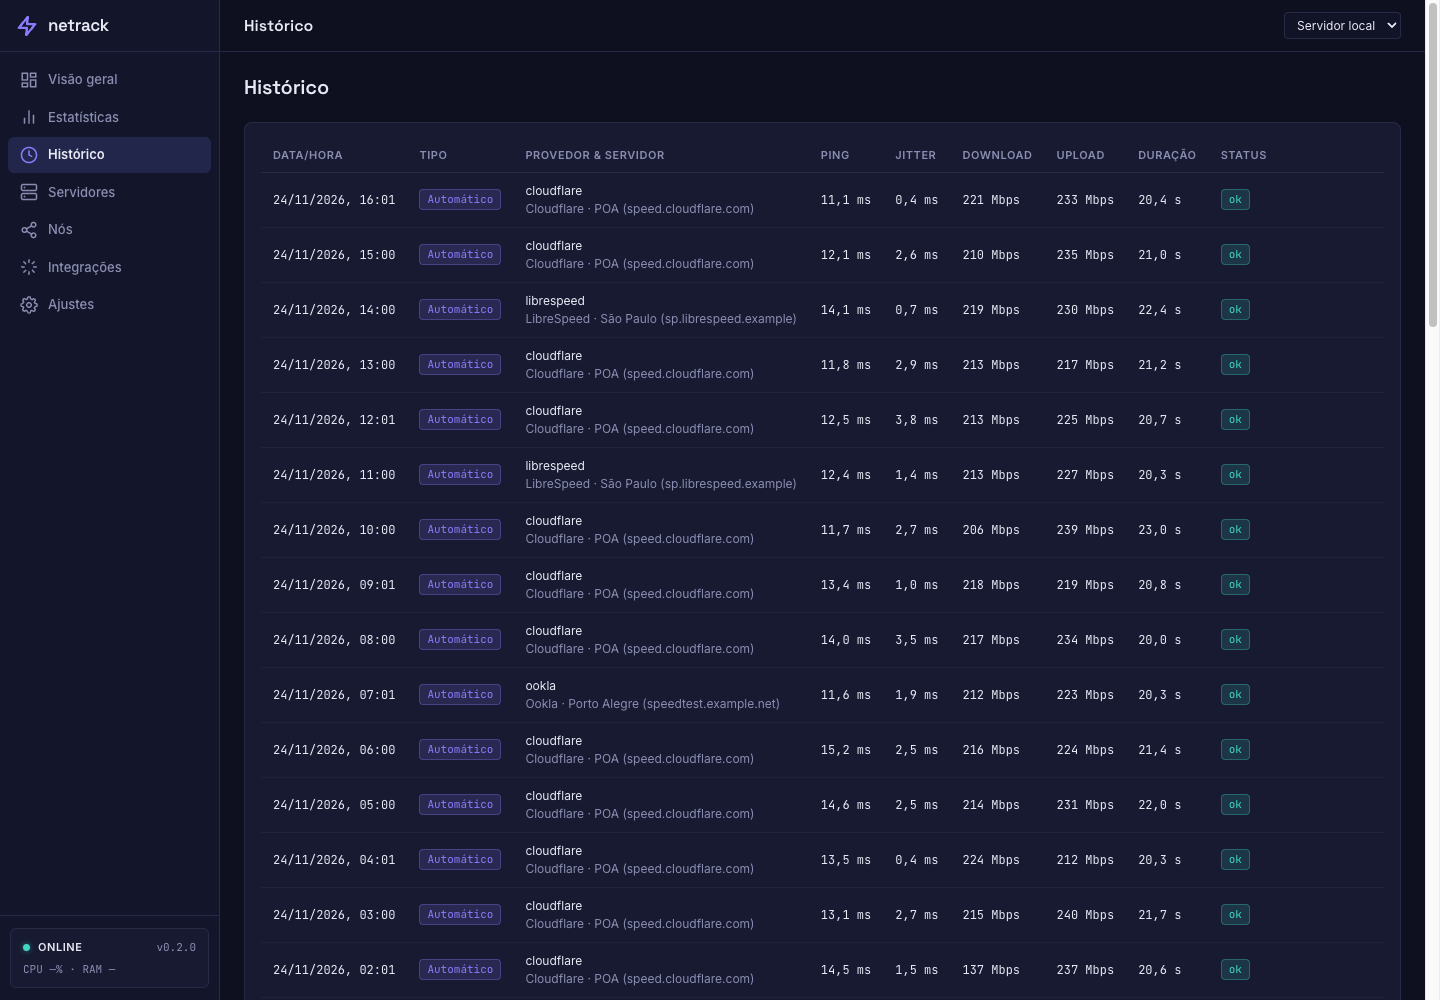 netrack
Histórico
Servidor local
Visão geral
Estatísticas
Histórico
Servidores
Nós
Integrações
Ajustes
Histórico
DATA/HORA TIPO PROVEDOR & SERVIDOR PING JITTER DOWNLOAD UPLOAD DURAÇÃO STATUS
24/11/2026, 16:01 Automático cloudflare 11,1 ms 0,4 ms 221 Mbps 233 Mbps 20,4 s ok
Cloudflare · POA (speed.cloudflare.com)
24/11/2026, 15:00 Automático cloudflare 12,1 ms 2,6 ms 210 Mbps 235 Mbps 21,0 s ok
Cloudflare · POA (speed.cloudflare.com)
24/11/2026, 14:00 Automático librespeed 14,1 ms 0,7 ms 219 Mbps 230 Mbps 22,4 s ok
LibreSpeed · São Paulo (sp.librespeed.example)
24/11/2026, 13:00 Automático cloudflare 11,8 ms 2,9 ms 213 Mbps 217 Mbps 21,2 s ok
Cloudflare · POA (speed.cloudflare.com)
24/11/2026, 12:01 Automático cloudflare 12,5 ms 3,8 ms 213 Mbps 225 Mbps 20,7 s ok
Cloudflare · POA (speed.cloudflare.com)
24/11/2026, 11:00 Automático librespeed 12,4 ms 1,4 ms 213 Mbps 227 Mbps 20,3 s ok
LibreSpeed · São Paulo (sp.librespeed.example)
24/11/2026, 10:00 Automático cloudflare 11,7 ms 2,7 ms 206 Mbps 239 Mbps 23,0 s ok
Cloudflare · POA (speed.cloudflare.com)
24/11/2026, 09:01 Automático cloudflare 13,4 ms 1,0 ms 218 Mbps 219 Mbps 20,8 s ok
Cloudflare · POA (speed.cloudflare.com)
24/11/2026, 08:00 Automático cloudflare 14,0 ms 3,5 ms 217 Mbps 234 Mbps 20,0 s ok
Cloudflare · POA (speed.cloudflare.com)
24/11/2026, 07:01 Automático ookla 11,6 ms 1,9 ms 212 Mbps 223 Mbps 20,3 s ok
Ookla · Porto Alegre (speedtest.example.net)
24/11/2026, 06:00 Automático cloudflare 15,2 ms 2,5 ms 216 Mbps 224 Mbps 21,4 s ok
Cloudflare · POA (speed.cloudflare.com)
24/11/2026, 05:00 Automático cloudflare 14,6 ms 2,5 ms 214 Mbps 231 Mbps 22,0 s ok
Cloudflare · POA (speed.cloudflare.com)
24/11/2026, 04:01 Automático cloudflare 13,5 ms 0,4 ms 224 Mbps 212 Mbps 20,3 s ok
Cloudflare · POA (speed.cloudflare.com)
24/11/2026, 03:00 Automático cloudflare 13,1 ms 2,7 ms 215 Mbps 240 Mbps 21,7 s ok
Cloudflare · POA (speed.cloudflare.com)
24/11/2026, 02:01 Automático cloudflare 14,5 ms 1,5 ms 137 Mbps 237 Mbps 20,6 s ok
Cloudflare · POA (speed.cloudflare.com)
ONLINE v0.2.0
CPU —% · RAM —